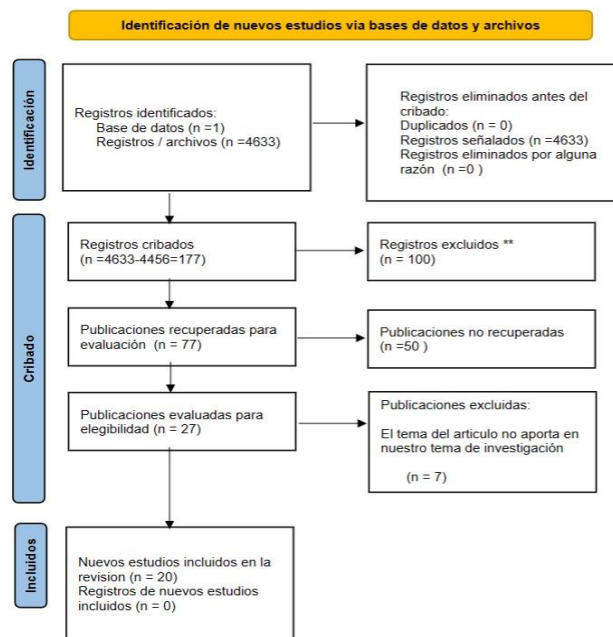 Identificación de nuevos estudios via bases de datos y archivos
Identificación
Registros identificados:
Base de datos (n =1)
Registros / archivos (n =4633)
Registros eliminados antes del
cribado:
Duplicados (n = 0)
Registros señalados (n =4633)
Registros eliminados por alguna
razón (n =0 )
Cribado
Registros cribados
(n =4633-4456=177)
Registros excluidos **
(n = 100)
Publicaciones recuperadas para
evaluación (n = 77)
Publicaciones no recuperadas
(n =50 )
Publicaciones evaluadas para
elegibilidad (n = 27)
Publicaciones excluidas:
El tema del articulo no aporta en
nuestro tema de investigación
(n = 7)
Incluidos
Nuevos estudios incluidos en la
revision (n = 20)
Registros de nuevos estudios
incluidos (n = 0)